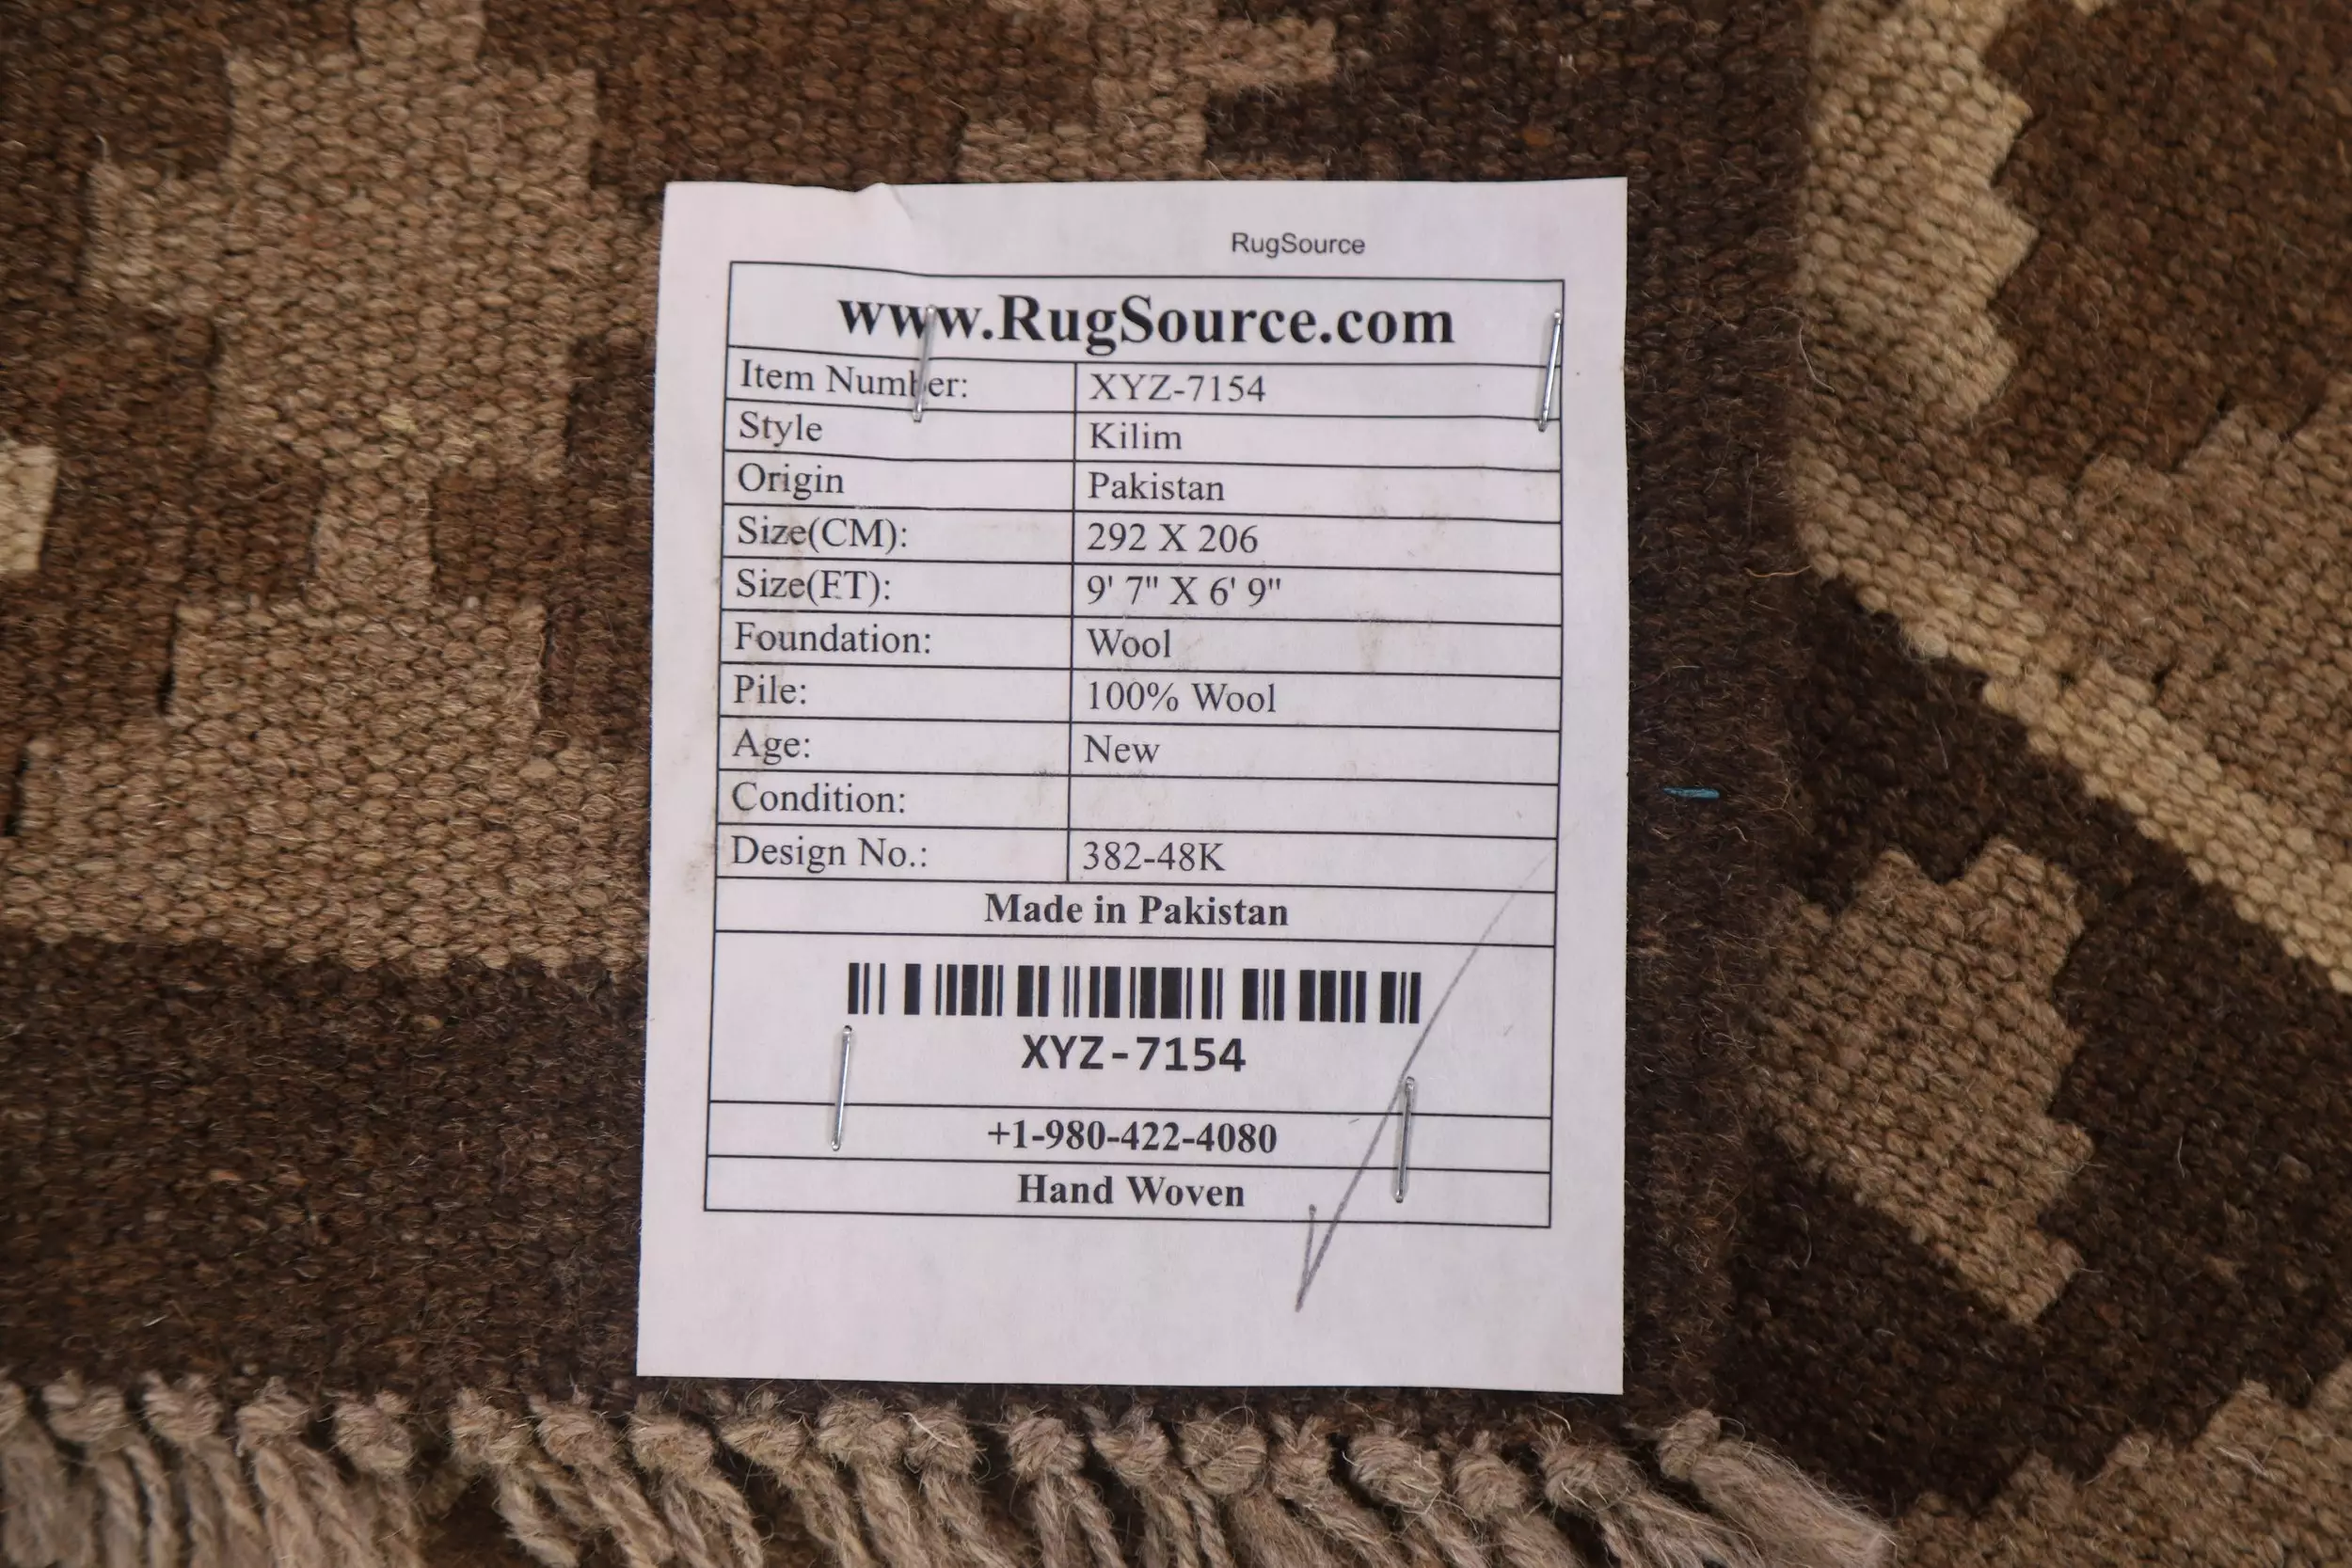 RugSource
www.RugSource.com
Item Number: XYZ-7154
Style Kilim
Origin Pakistan
Size(CM): 292 X 206
Size(FT): 9' 7" X 6' 9"
Foundation: Wool
Pile: 100% Wool
Age: New
Condition:
Design No.: 382-48K
Made in Pakistan
XYZ-7154
+1-980-422-4080
Hand Woven